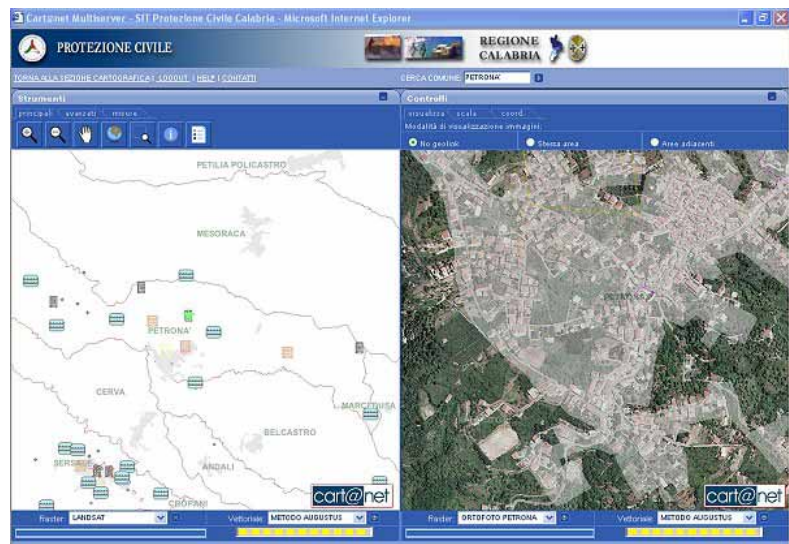 Cart@net Multiserver - SIT Protezione Civile Calabria - Microsoft Internet Explorer
PROTEZIONE CIVILE
REGIONE
CALABRIA
TORNA ALLA SEZIONE CARTOGRAFICA | LOGOUT | HELP | CONTATTI
CERCA COMUNE: PETRONA'
Strumenti
Controlli
principali avanzati misure
visualizza scala coord.
Modalità di visualizzazione immagini:
No geolink Stessa area Aree adiacenti
PETILIA POLICASTRO
MESORACA
PETRONA'
CERVA
MARCEDUSA
BELCASTRO
ANDALI
CROPANI
cart@net
cart@net
Raster: LANDSAT Vettoriale: METODO AUGUSTUS
Raster: ORTOFOTO PETRONA Vettoriale: METODO AUGUSTUS